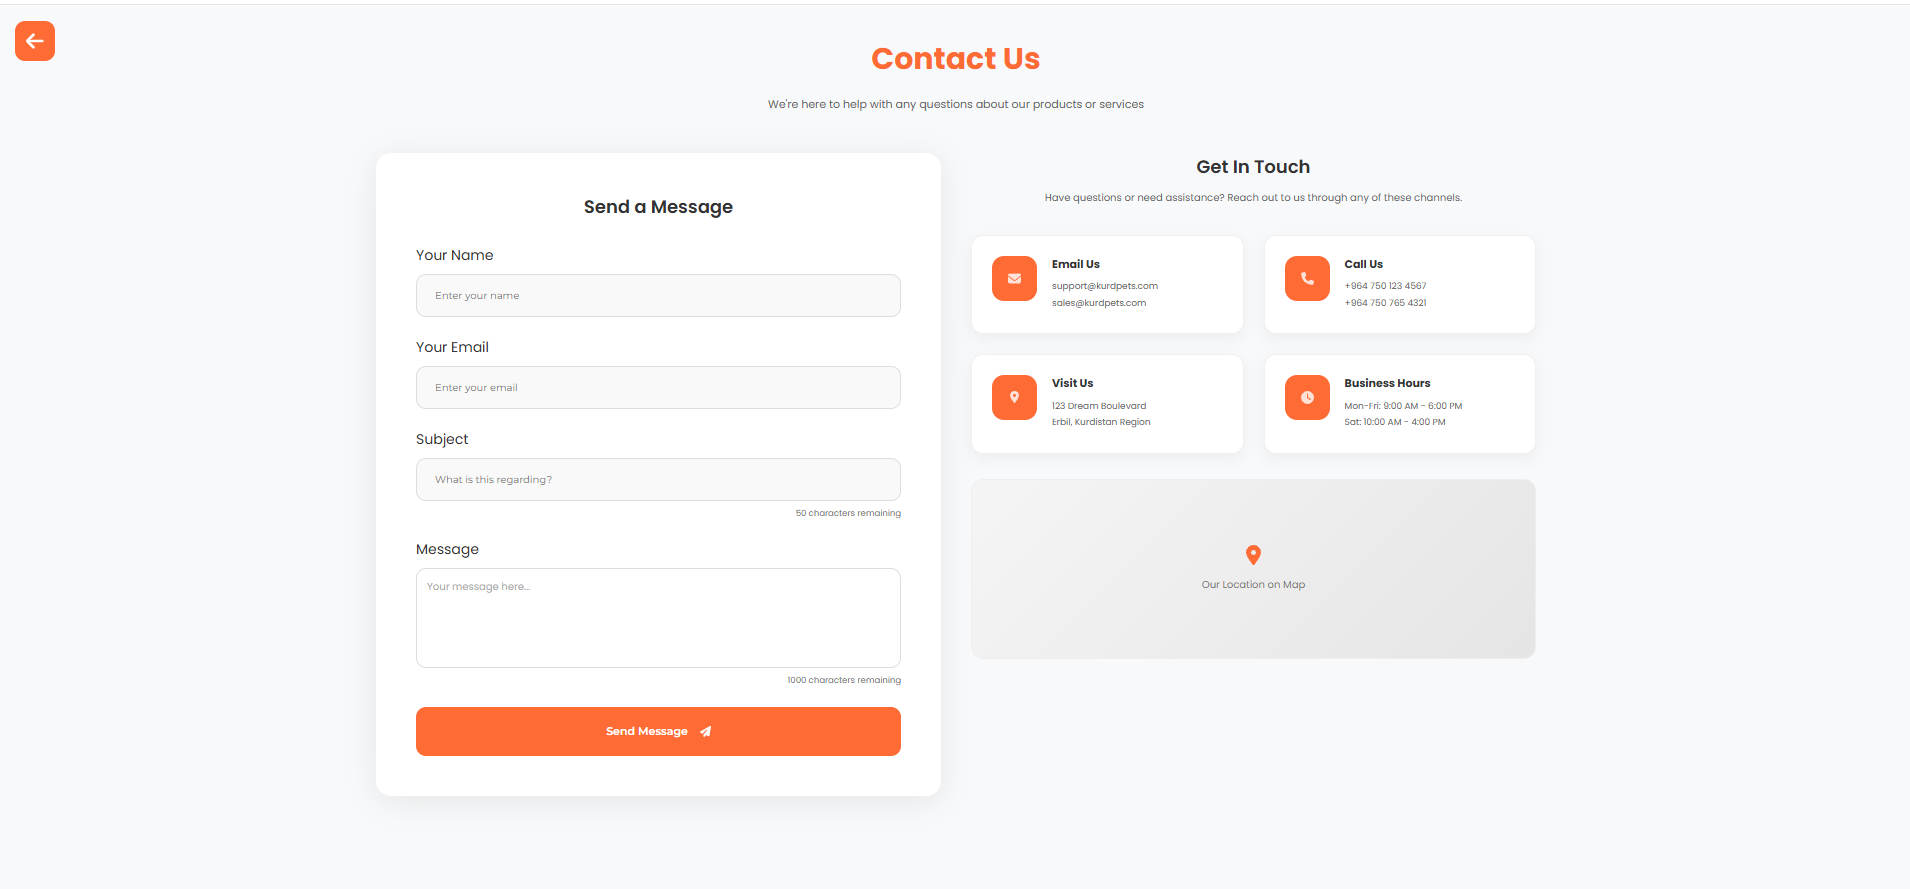 Contact Us
We're here to help with any questions about our products or services
Send a Message
Your Name
Enter your name
Your Email
Enter your email
Subject
What is this regarding?
50 characters remaining
Message
Your message here...
1000 characters remaining
Send Message
Get In Touch
Have questions or need assistance? Reach out to us through any of these channels.
Email Us
support@kurdpets.com
sales@kurdpets.com
Call Us
+964 750 123 4567
+964 750 765 4321
Visit Us
123 Dream Boulevard
Erbil, Kurdistan Region
Business Hours
Mon-Fri: 9:00 AM - 6:00 PM
Sat: 10:00 AM - 4:00 PM
Our Location on Map